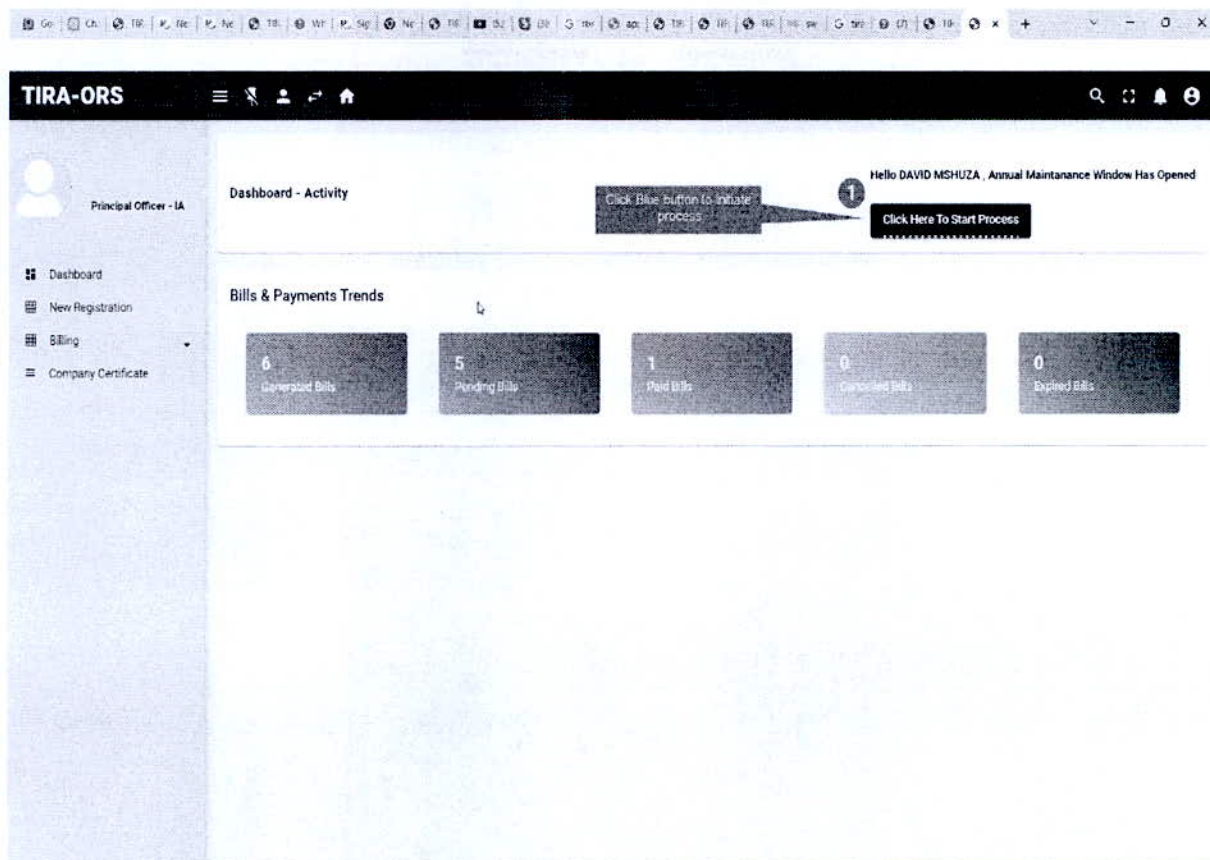 TIRA-ORS
Hello DAVID MSHUZA , Annual Maintanance Window Has Opened
Principal Officer - IA
Dashboard - Activity
Click Blue button to initiate
process
1
Click Here To Start Process
Dashboard
New Registration
Billing
Company Certificate
Bills & Payments Trends
6
Generated Bills
5
Pending Bills
1
Paid Bills
0
Cancelled Bills
0
Expired Bills